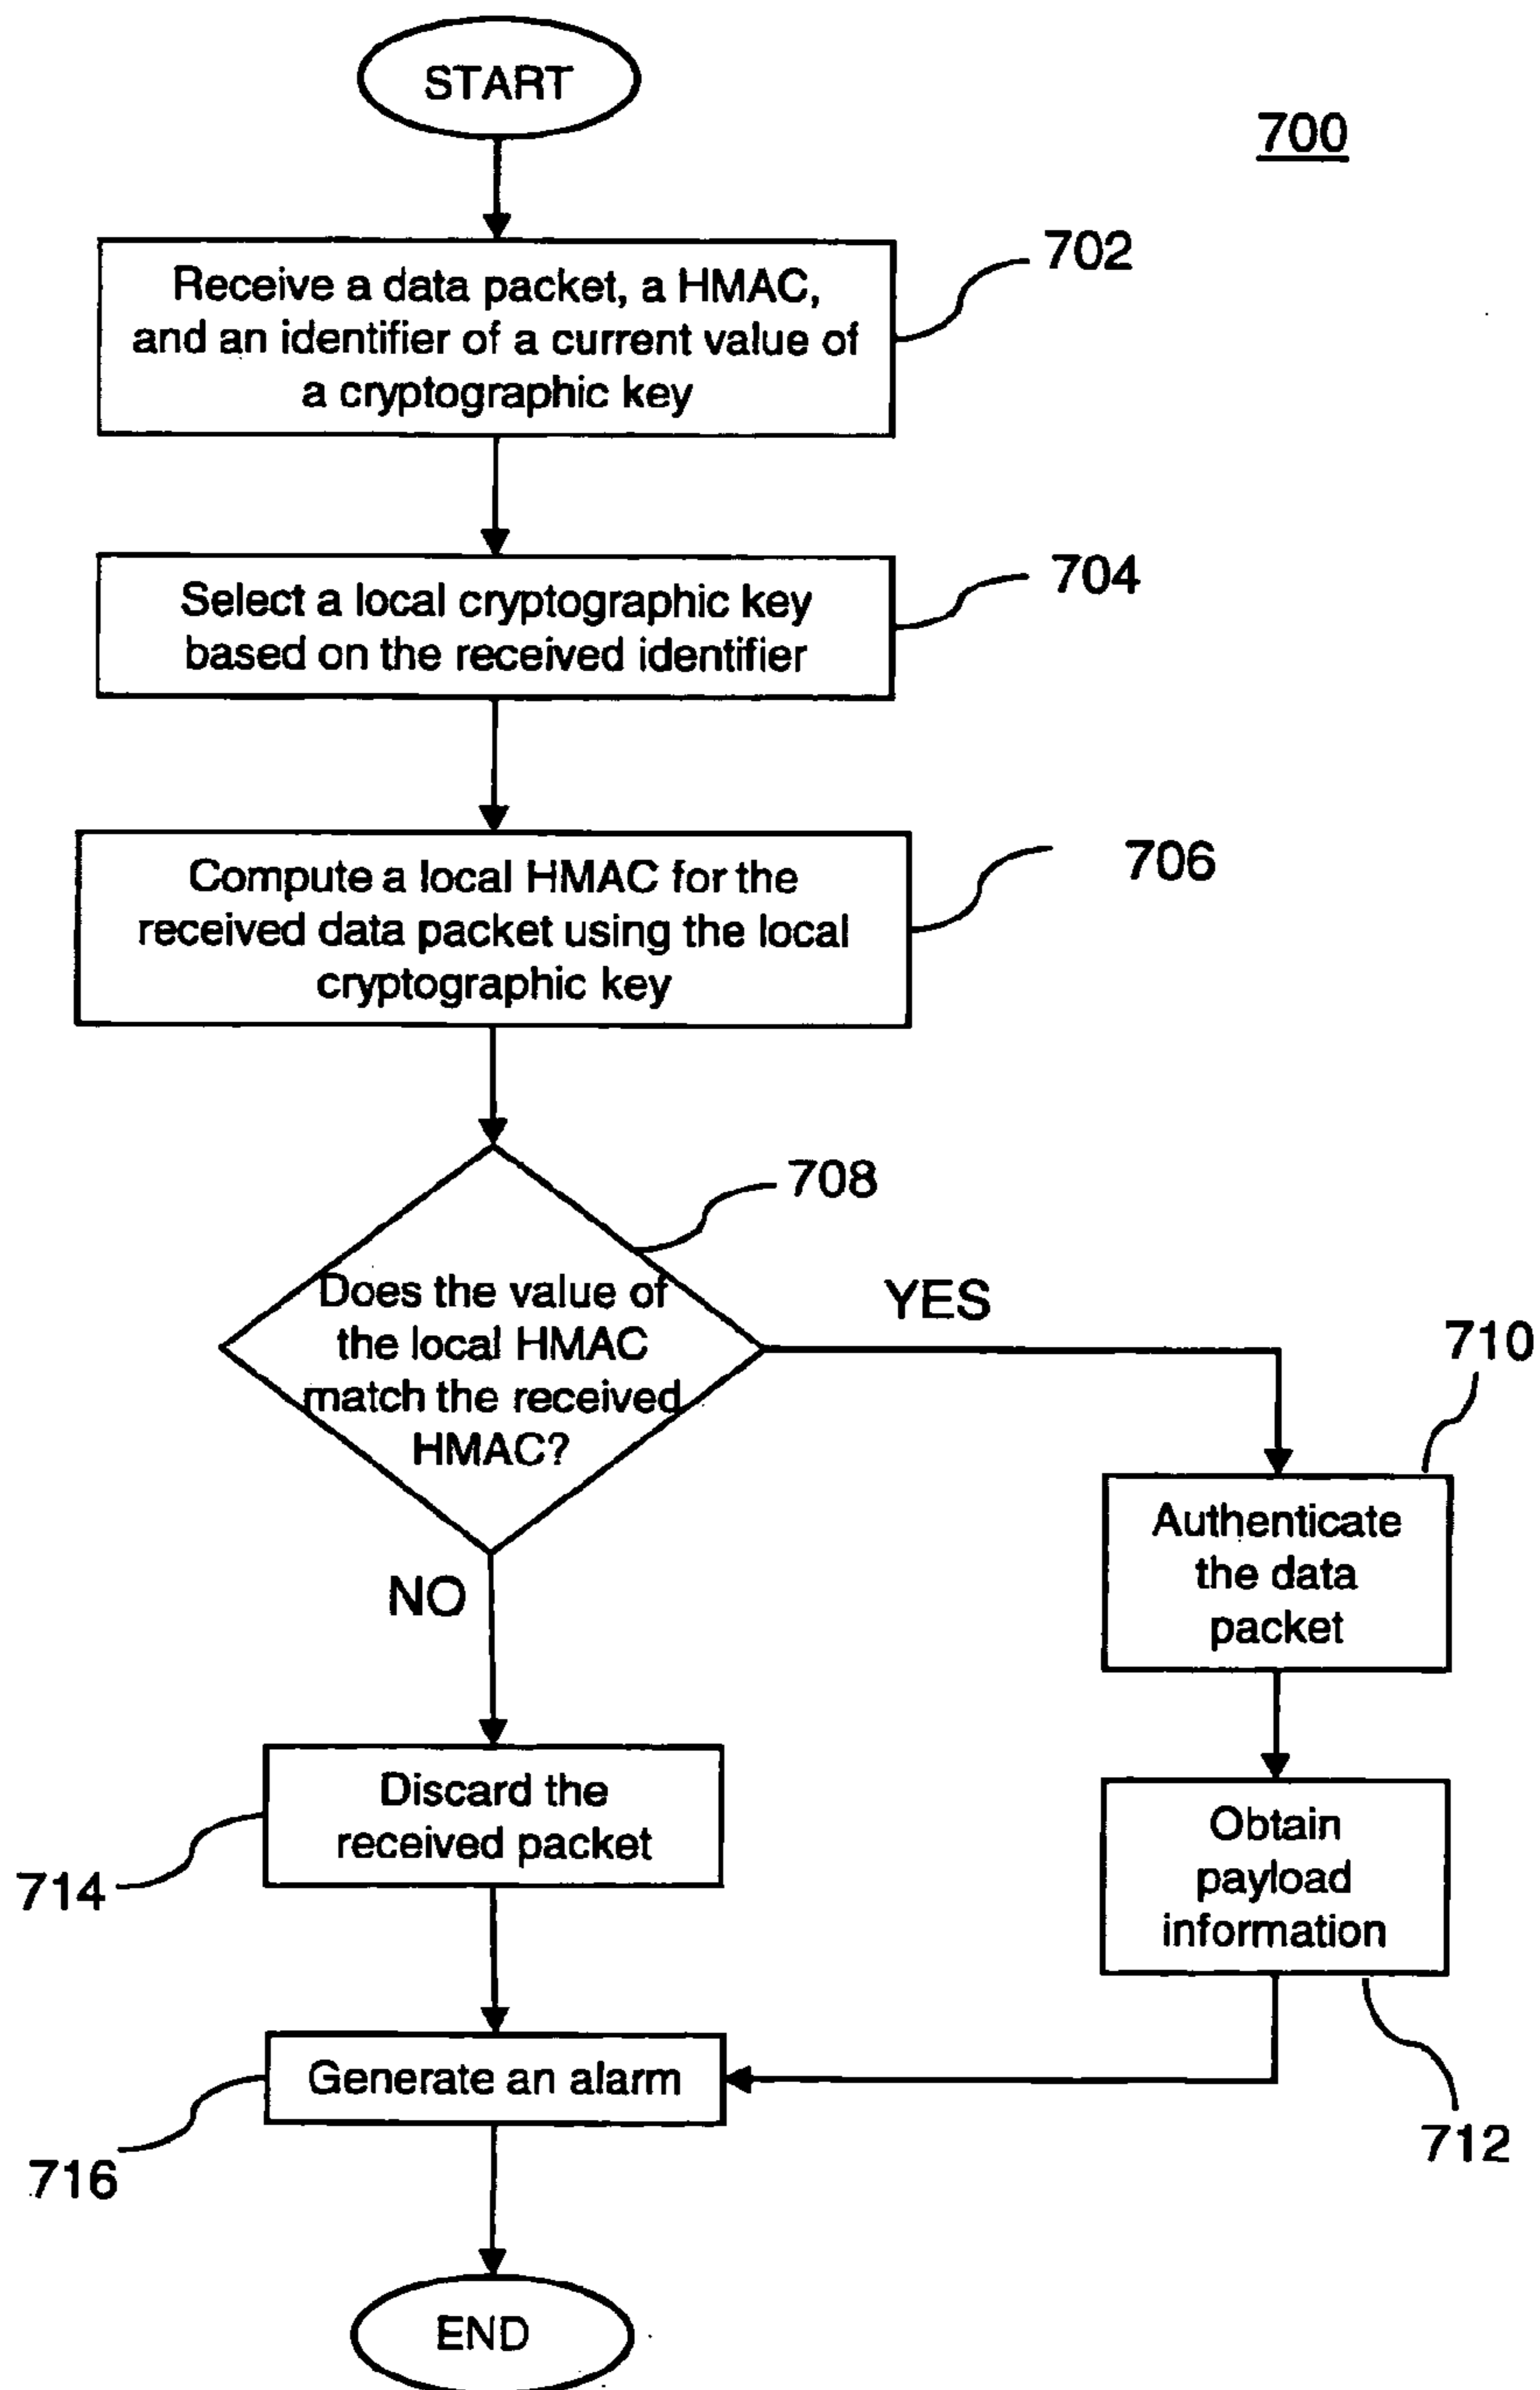 START
700
702
Receive a data packet, a HMAC,
and an identifier of a current value of
a cryptographic key
704
Select a local cryptographic key
based on the received identifier
706
Compute a local HMAC for the
received data packet using the local
cryptographic key
708
Does the value of
the local HMAC
match the received
HMAC?
YES
710
NO
Authenticate
the data
packet
Discard the
received packet
714
Obtain
payload
information
Generate an alarm
716
712
END